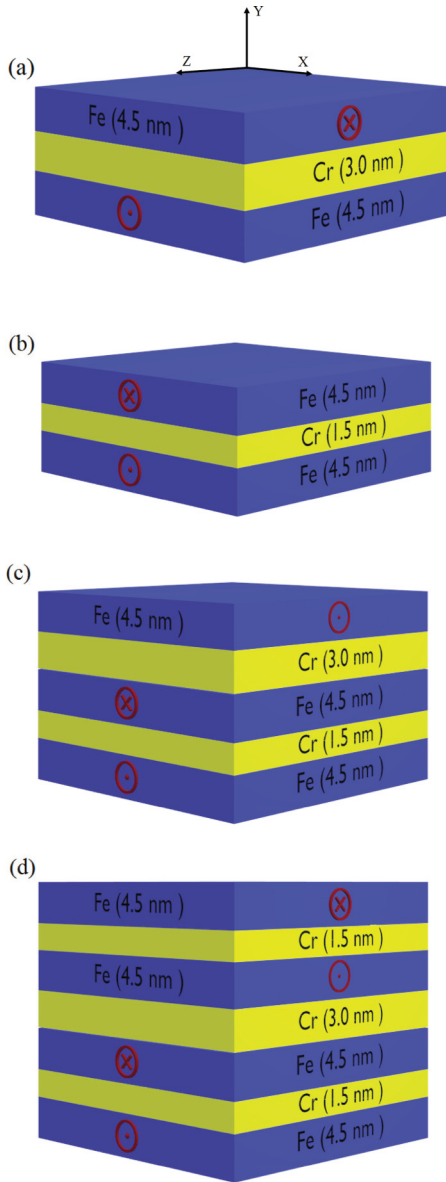 Y
Z X
(a)
Fe (4.5 nm )
Cr (3.0 nm )
Fe (4.5 nm )
(b)
Fe (4.5 nm )
Cr (1.5 nm )
Fe (4.5 nm )
(c)
Fe (4.5 nm )
Cr (3.0 nm )
Fe (4.5 nm )
Cr (1.5 nm )
Fe (4.5 nm )
(d)
Fe (4.5 nm )
Cr (1.5 nm )
Fe (4.5 nm )
Cr (3.0 nm )
Fe (4.5 nm )
Cr (1.5 nm )
Fe (4.5 nm )